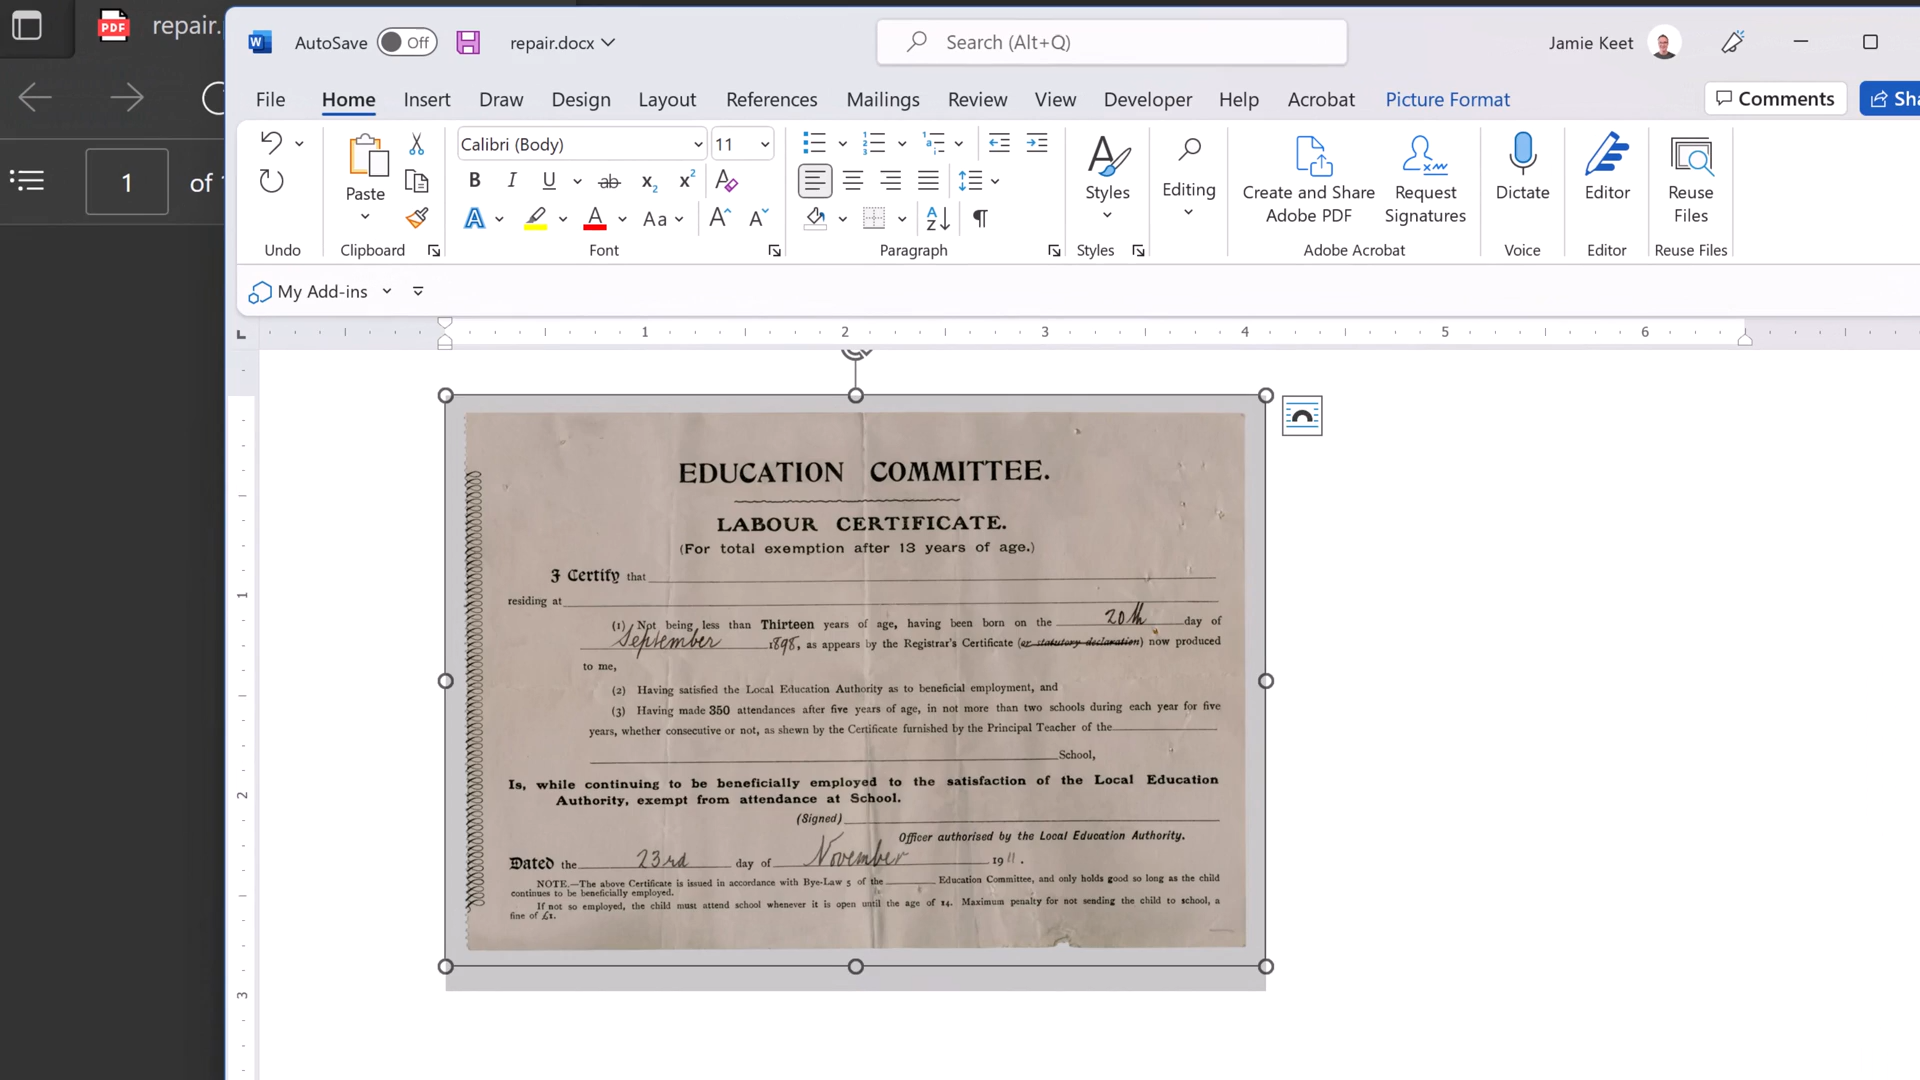 repair.
AutoSave Off repair.docx Search (Alt+Q) Jamie Keet
File Home Insert Draw Design Layout References Mailings Review View Developer Help Acrobat Picture Format Comments Sha
1 of 1
Undo
Paste
Clipboard
Calibri (Body) 11
Font
Paragraph
Styles
Styles
Editing
Create and Share Adobe PDF
Request Signatures
Adobe Acrobat
Dictate
Voice
Editor
Editor
Reuse Files
Reuse Files
My Add-ins
1 2 3 4 5 6
1
2
3
EDUCATION COMMITTEE.
LABOUR CERTIFICATE.
(For total exemption after 13 years of age.)
I Certify that
residing at
(1) Not being less than Thirteen years of age, having been born on the 20th day of
September 1898, as appears by the Registrar's Certificate (or statutory declaration) now produced
to me,
(2) Having satisfied the Local Education Authority as to beneficial employment, and
(3) Having made 350 attendances after five years of age, in not more than two schools during each year for five
years, whether consecutive or not, as shewn by the Certificate furnished by the Principal Teacher of the
School,
Is, while continuing to be beneficially employed to the satisfaction of the Local Education
Authority, exempt from attendance at School.
(Signed)
Officer authorised by the Local Education Authority.
Dated the 23rd day of November 1911.
NOTE.—The above Certificate is issued in accordance with Bye-Law 5 of the Education Committee, and only holds good so long as the child
continues to be beneficially employed.
If not so employed, the child must attend school whenever it is open until the age of 14. Maximum penalty for not sending the child to school, a
fine of £1.